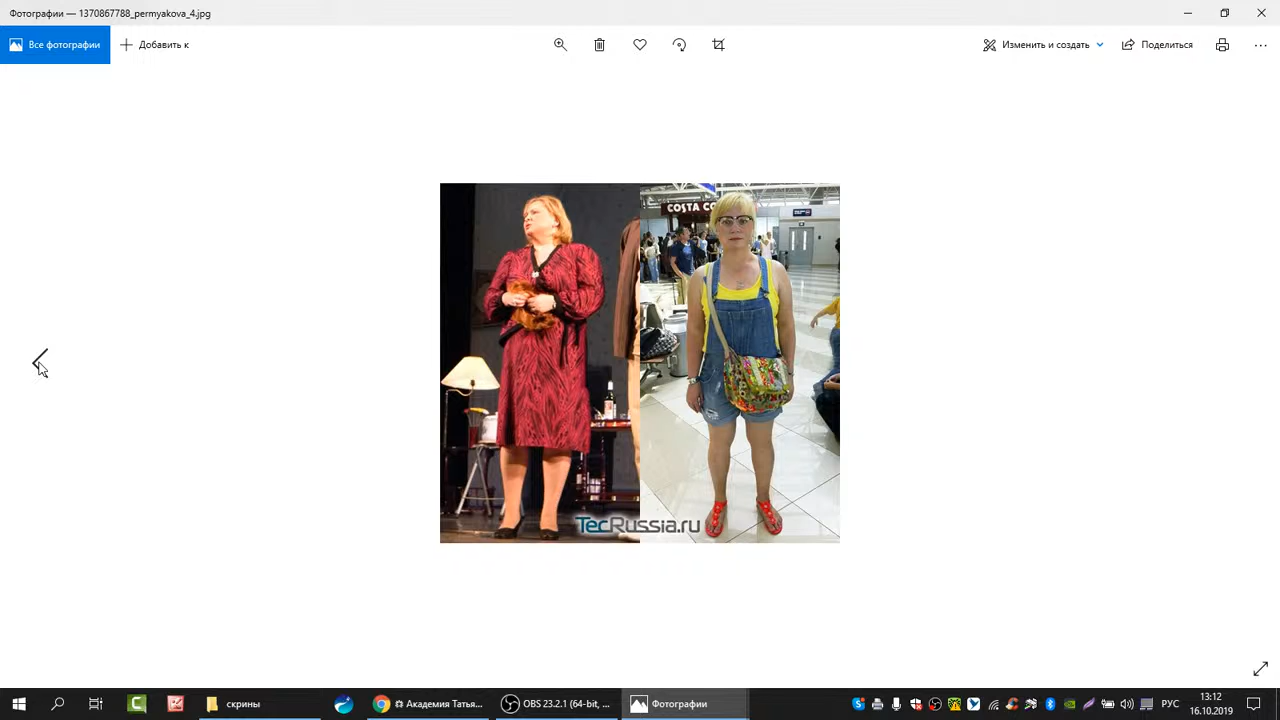 Фотографии — 1370867788_permyakova_4.jpg
Все фотографии
Добавить к
Изменить и создать
Поделиться
COSTA CO
TecRussia.ru
скрины
Академия Татья...
OBS 23.2.1 (64-bit, ...
Фотографии
РУС
13:12
16.10.2019